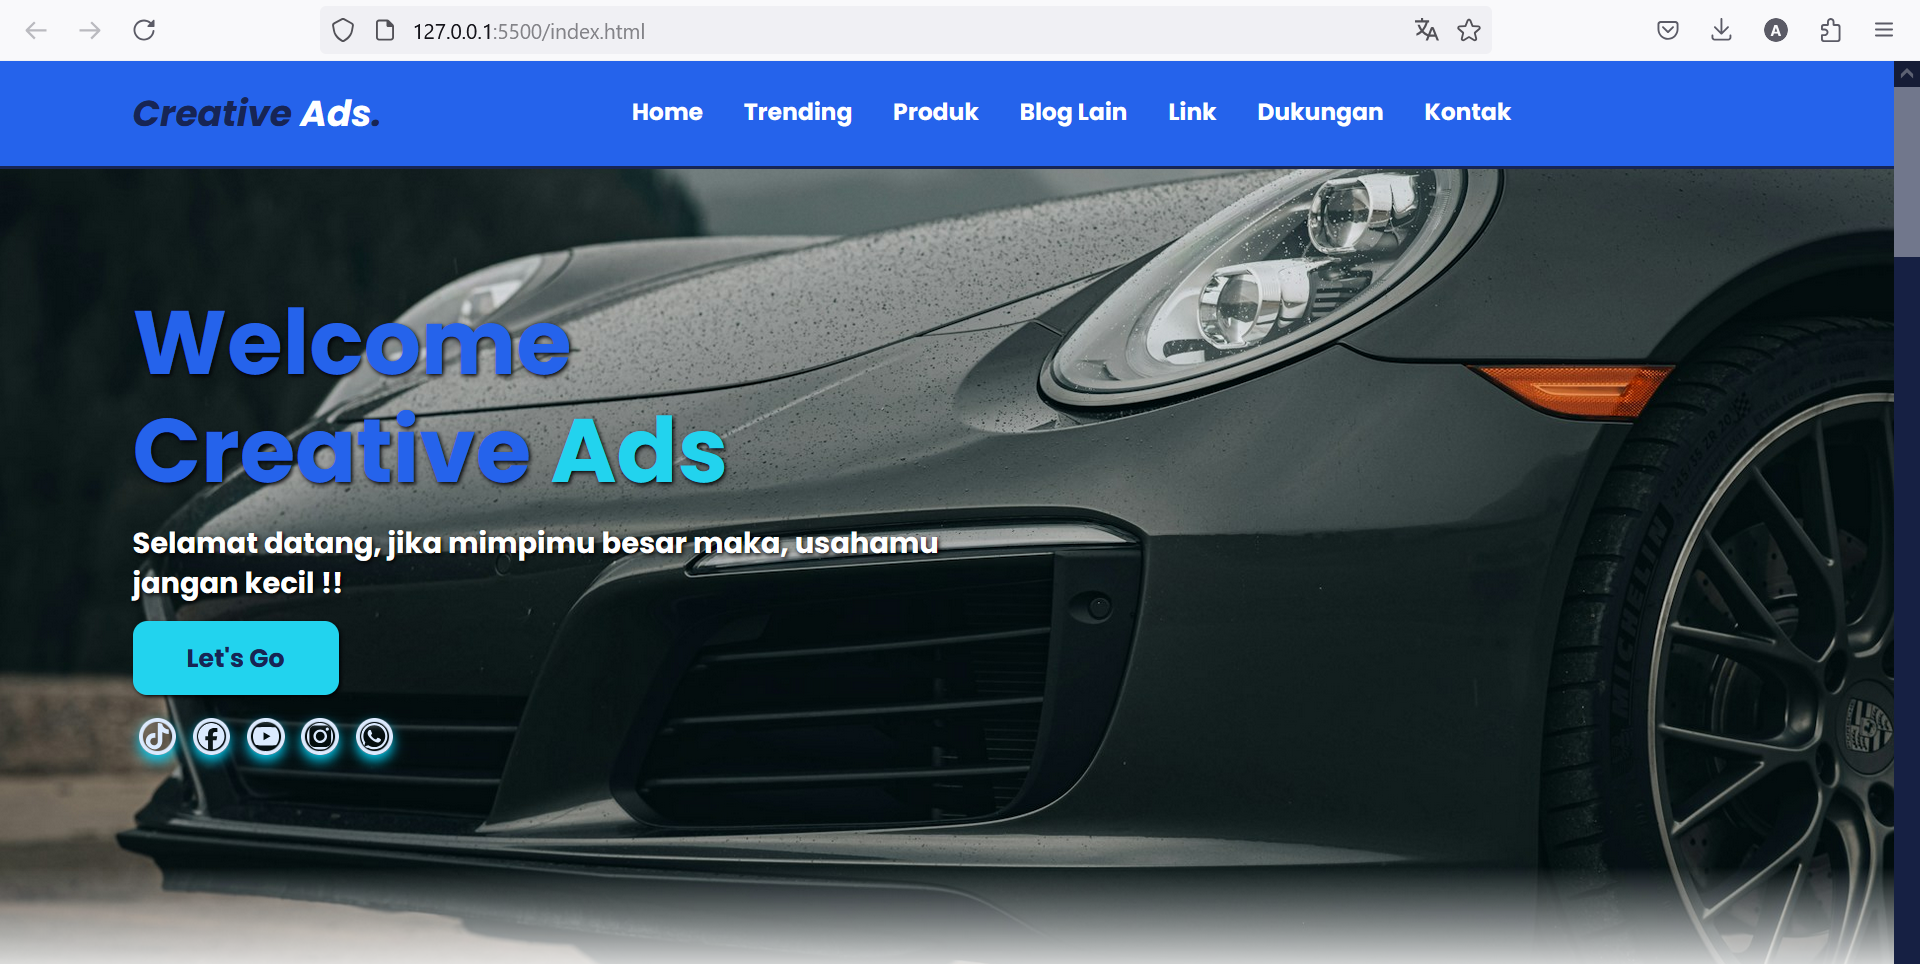 127.0.0.1:5500/index.html
A
Creative Ads.
Home Trending Produk Blog Lain Link Dukungan Kontak
Welcome
Creative Ads
Selamat datang, jika mimpimu besar maka, usahamu
jangan kecil !!
Let's Go
MICHELIN